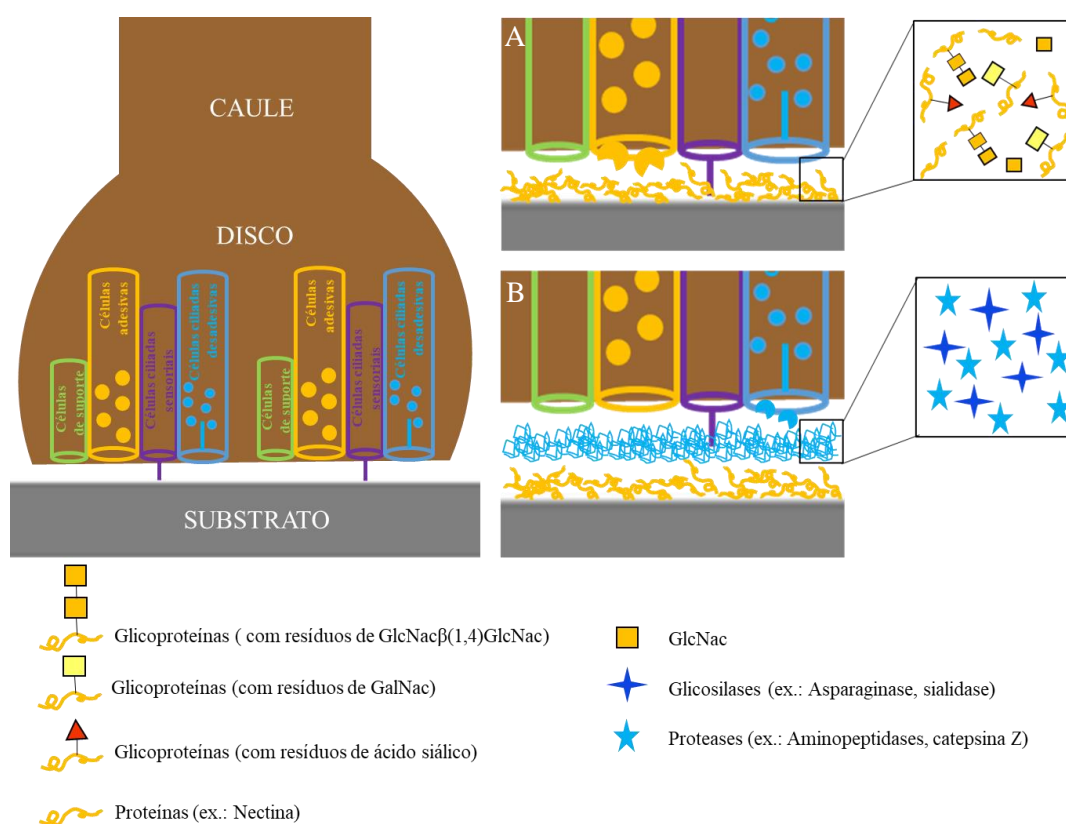 CAULE
DISCO
Células
de suporte
Células
adesivas
Células ciliadas
sensoriais
Células ciliadas
desadesivas
Células
de suporte
Células
adesivas
Células ciliadas
sensoriais
Células ciliadas
desadesivas
SUBSTRATO
A
B
Glicoproteínas ( com resíduos de GlcNacβ(1,4)GlcNac)
Glicoproteínas (com resíduos de GalNac)
Glicoproteínas (com resíduos de ácido siálico)
Proteínas (ex.: Nectina)
GlcNac
Glicosilases (ex.: Asparaginase, sialidase)
Proteases (ex.: Aminopeptidases, catepsina Z)